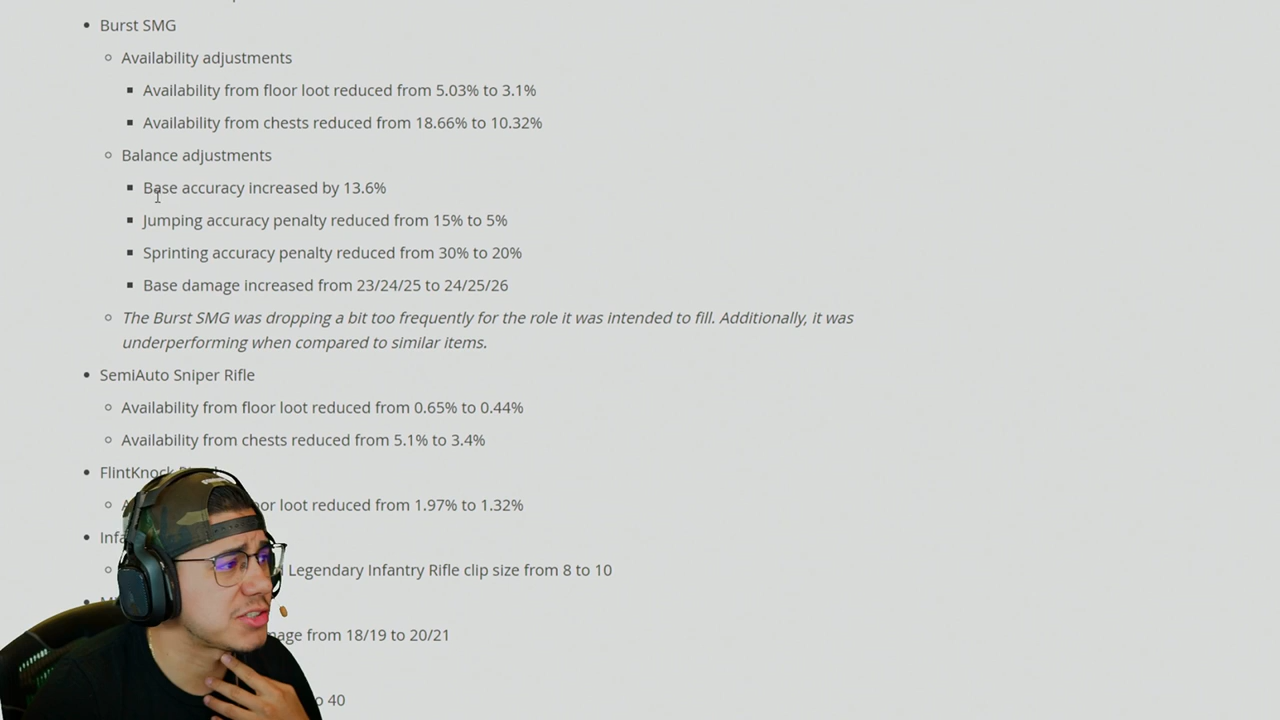 Burst SMG
Availability adjustments
Availability from floor loot reduced from 5.03% to 3.1%
Availability from chests reduced from 18.66% to 10.32%
Balance adjustments
Base accuracy increased by 13.6%
Jumping accuracy penalty reduced from 15% to 5%
Sprinting accuracy penalty reduced from 30% to 20%
Base damage increased from 23/24/25 to 24/25/26
The Burst SMG was dropping a bit too frequently for the role it was intended to fill. Additionally, it was
underperforming when compared to similar items.
SemiAuto Sniper Rifle
Availability from floor loot reduced from 0.65% to 0.44%
Availability from chests reduced from 5.1% to 3.4%
FlintKnock
loot reduced from 1.97% to 1.32%
Legendary Infantry Rifle clip size from 8 to 10
from 18/19 to 20/21
40